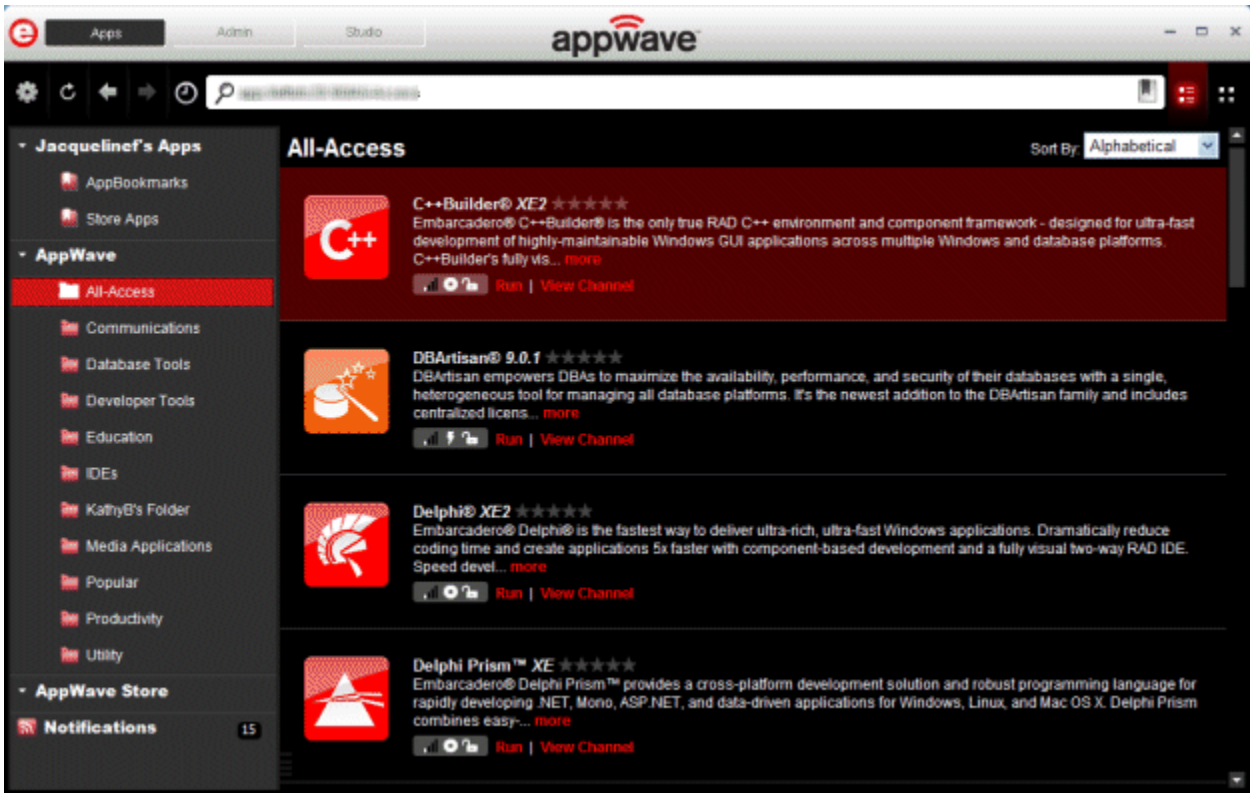 Apps
Admin
Studio
appwave
Jacquelinef's Apps
AppBookmarks
Store Apps
AppWave
All-Access
Communications
Database Tools
Developer Tools
Education
IDEs
KathyB's Folder
Media Applications
Popular
Productivity
Utility
AppWave Store
Notifications 15
All-Access
Sort By: Alphabetical
C++
C++Builder® XE2
Embarcadero® C++Builder® is the only true RAD C++ environment and component framework - designed for ultra-fast
development of highly-maintainable Windows GUI applications across multiple Windows and database platforms.
C++Builder's fully vis... more
Run | View Channel
DBArtisan® 9.0.1
DBArtisan empowers DBAs to maximize the availability, performance, and security of their databases with a single,
heterogeneous tool for managing all database platforms. It's the newest addition to the DBArtisan family and includes
centralized licens... more
Run | View Channel
Delphi® XE2
Embarcadero® Delphi® is the fastest way to deliver ultra-rich, ultra-fast Windows applications. Dramatically reduce
coding time and create applications 5x faster with component-based development and a fully visual two-way RAD IDE.
Speed devel... more
Run | View Channel
Delphi Prism™ XE
Embarcadero® Delphi Prism™ provides a cross-platform development solution and robust programming language for
rapidly developing .NET, Mono, ASP.NET, and data-driven applications for Windows, Linux, and Mac OS X. Delphi Prism
combines easy-... more
Run | View Channel